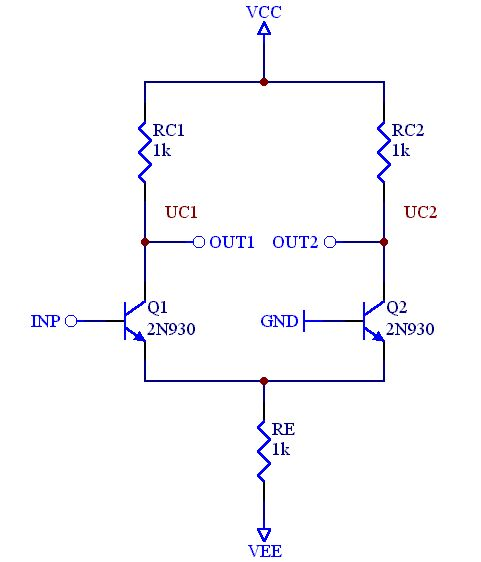 VCC
RC1
1k
RC2
1k
UC1
UC2
OUT1
OUT2
INP
Q1
2N930
GND
Q2
2N930
RE
1k
VEE